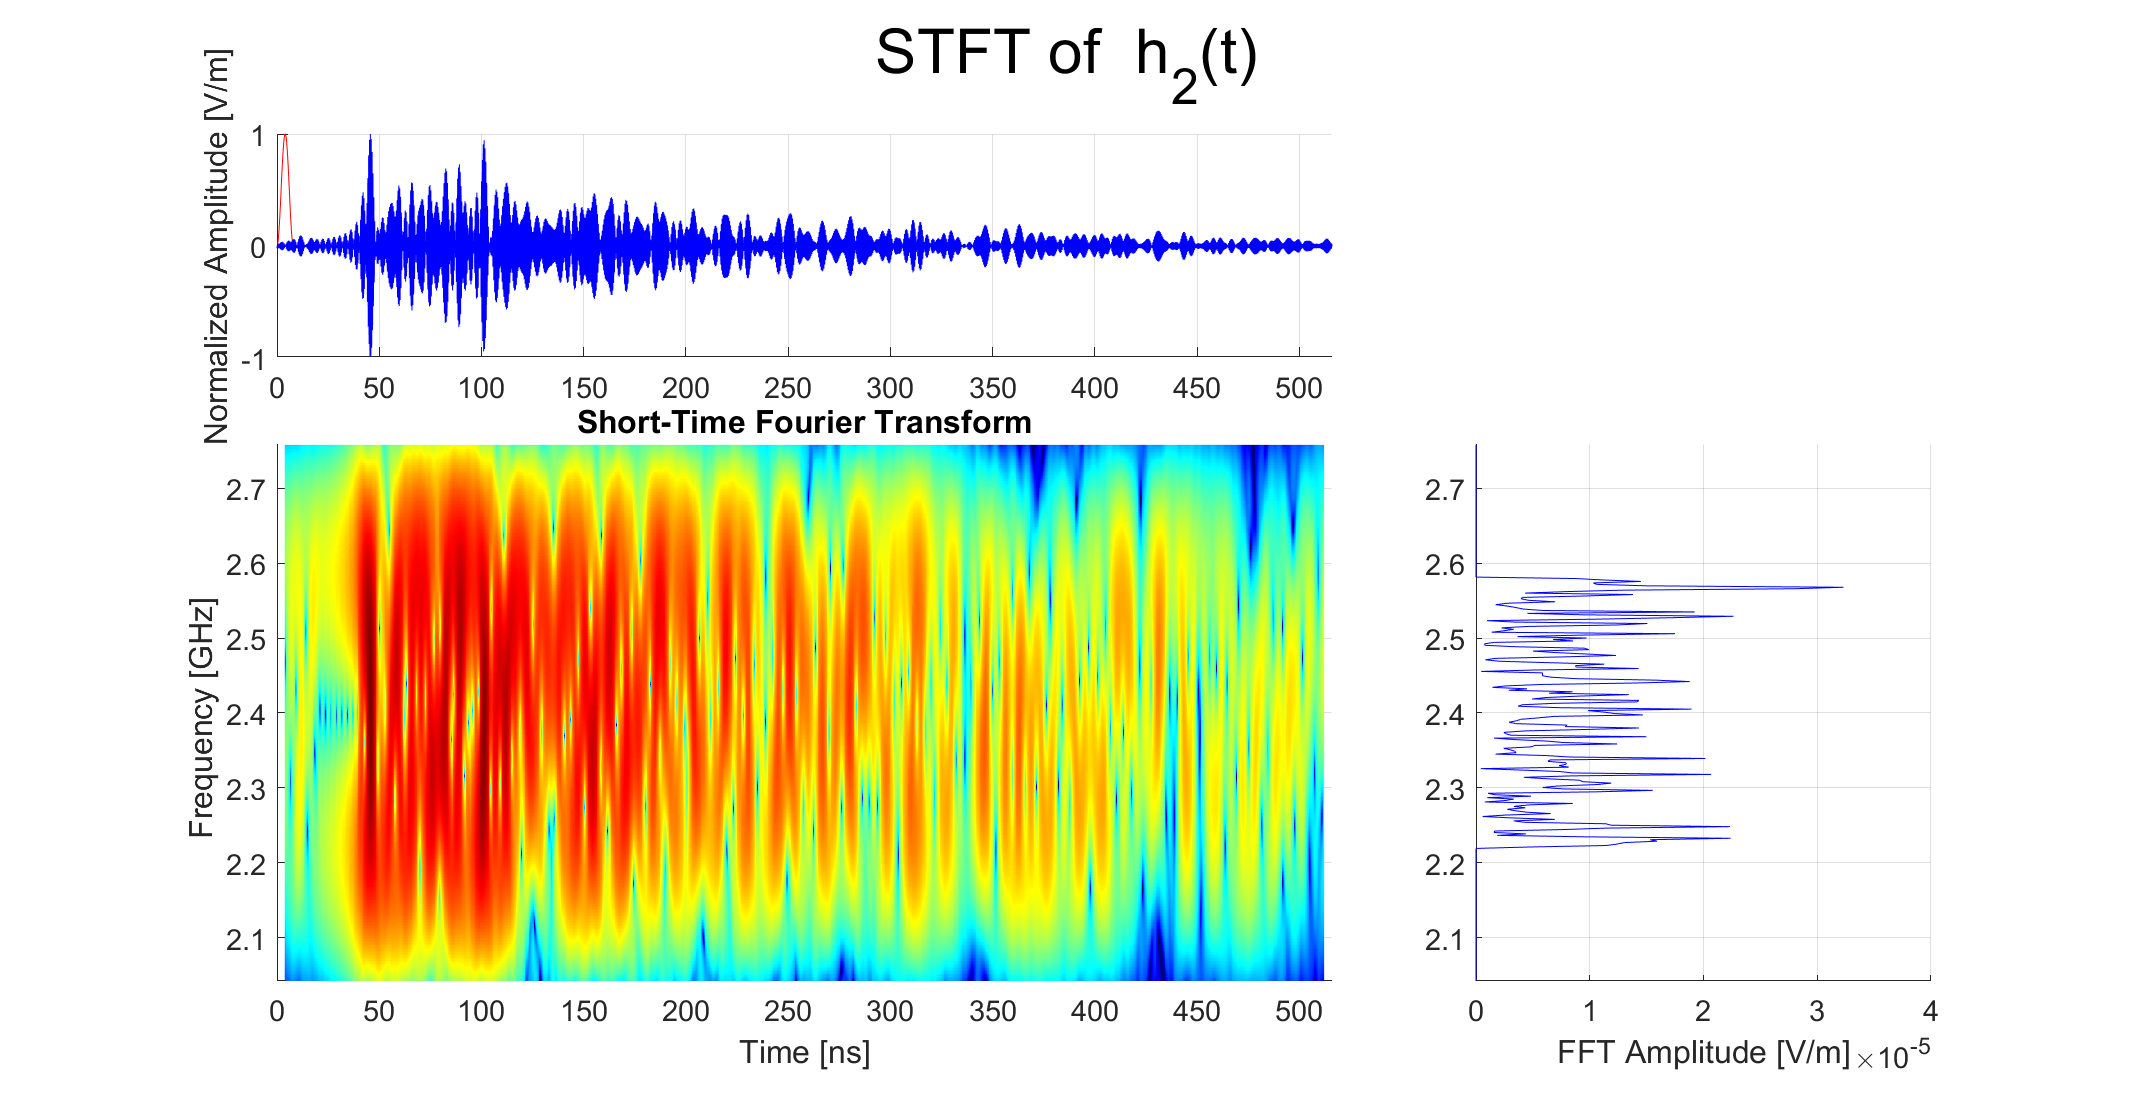 STFT of h₂(t)
Normalized Amplitude [V/m]
1
0
-1
0 50 100 150 200 250 300 350 400 450 500
Short-Time Fourier Transform
Frequency [GHz]
2.7
2.6
2.5
2.4
2.3
2.2
2.1
0 50 100 150 200 250 300 350 400 450 500
Time [ns]
2.7
2.6
2.5
2.4
2.3
2.2
2.1
0 1 2 3 4
FFT Amplitude [V/m] ×10⁻⁵